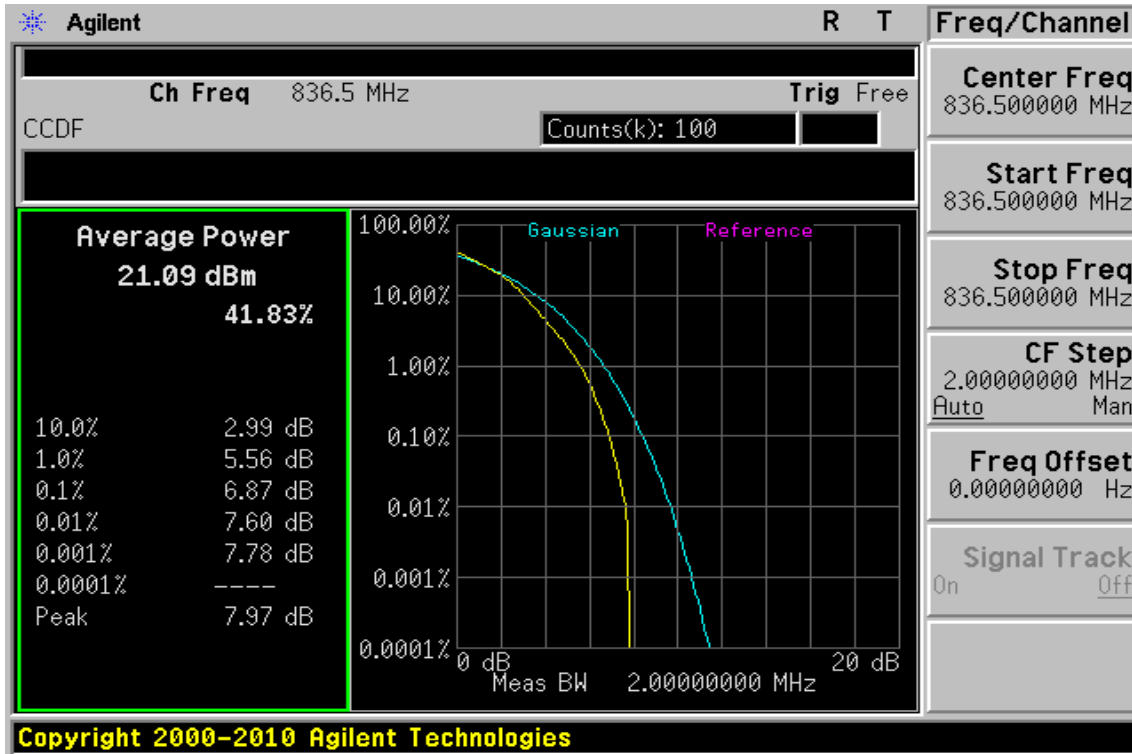 Agilent R T
Ch Freq 836.5 MHz Trig Free
CCDF Counts(k): 100
Average Power
21.09 dBm
41.83%
10.0% 2.99 dB
1.0% 5.56 dB
0.1% 6.87 dB
0.01% 7.60 dB
0.001% 7.78 dB
0.0001% ----
Peak 7.97 dB
Gaussian Reference
100.00%
10.00%
1.00%
0.10%
0.01%
0.001%
0.0001%
0 dB 20 dB
Meas BW 2.00000000 MHz
Freq/Channel
Center Freq
836.500000 MHz
Start Freq
836.500000 MHz
Stop Freq
836.500000 MHz
CF Step
2.00000000 MHz
Auto Man
Freq Offset
0.00000000 Hz
Signal Track
On Off
Copyright 2000-2010 Agilent Technologies